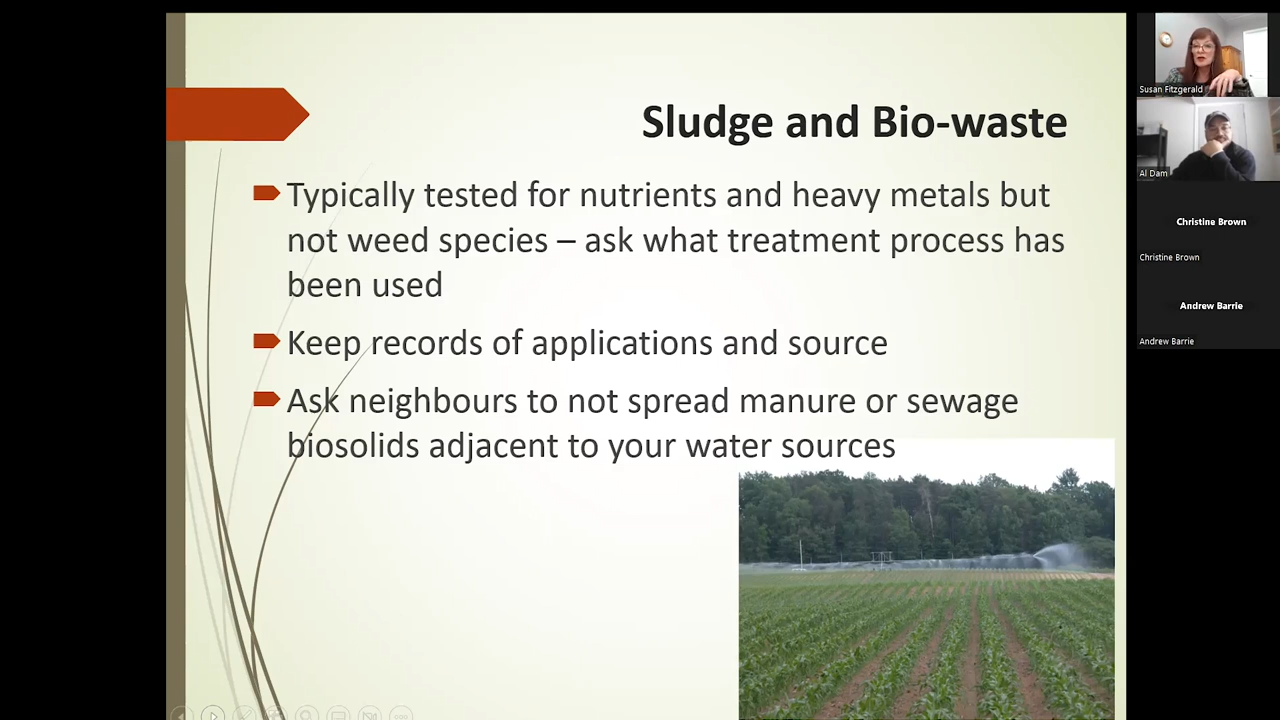 Sludge and Bio-waste
Typically tested for nutrients and heavy metals but
not weed species – ask what treatment process has
been used
Keep records of applications and source
Ask neighbours to not spread manure or sewage
biosolids adjacent to your water sources
Susan Fitzgerald
Al Dam
Christine Brown
Christine Brown
Andrew Barrie
Andrew Barrie